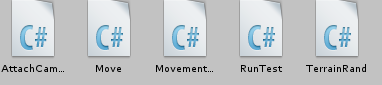 C# C# C# C# C#
AttachCam... Move Movement... RunTest TerrainRand